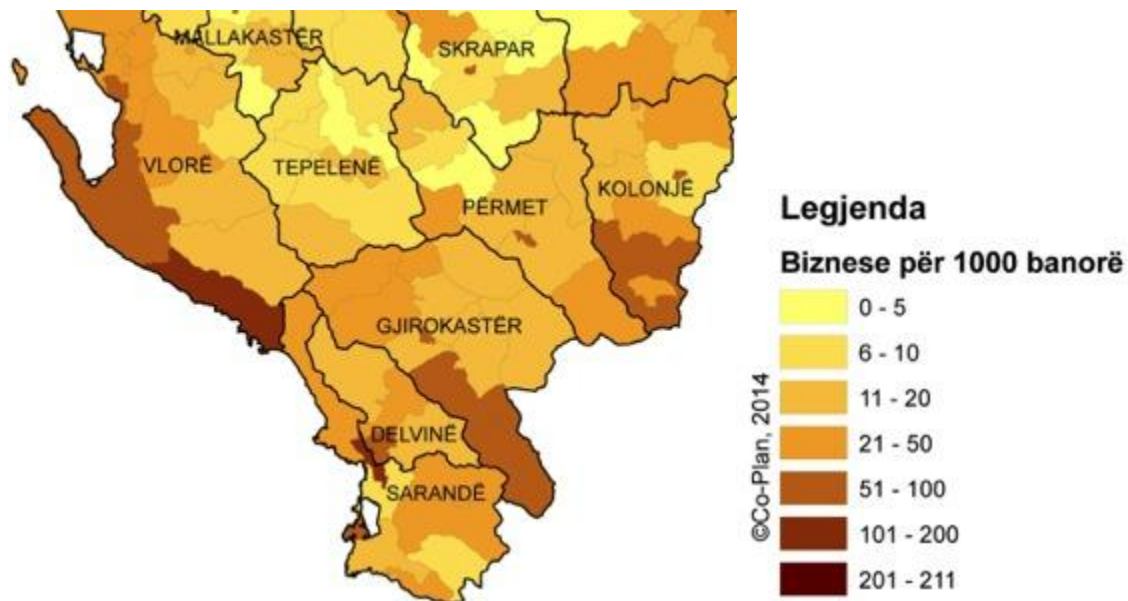 MALLAKASTËR
SKRAPAR
VLORË
TEPELENË
KOLONJË
PËRMET
GJIROKASTËR
DELVINË
SARANDË
Legjenda
Biznese për 1000 banorë
0 - 5
6 - 10
11 - 20
21 - 50
51 - 100
101 - 200
201 - 211
©Co-Plan, 2014